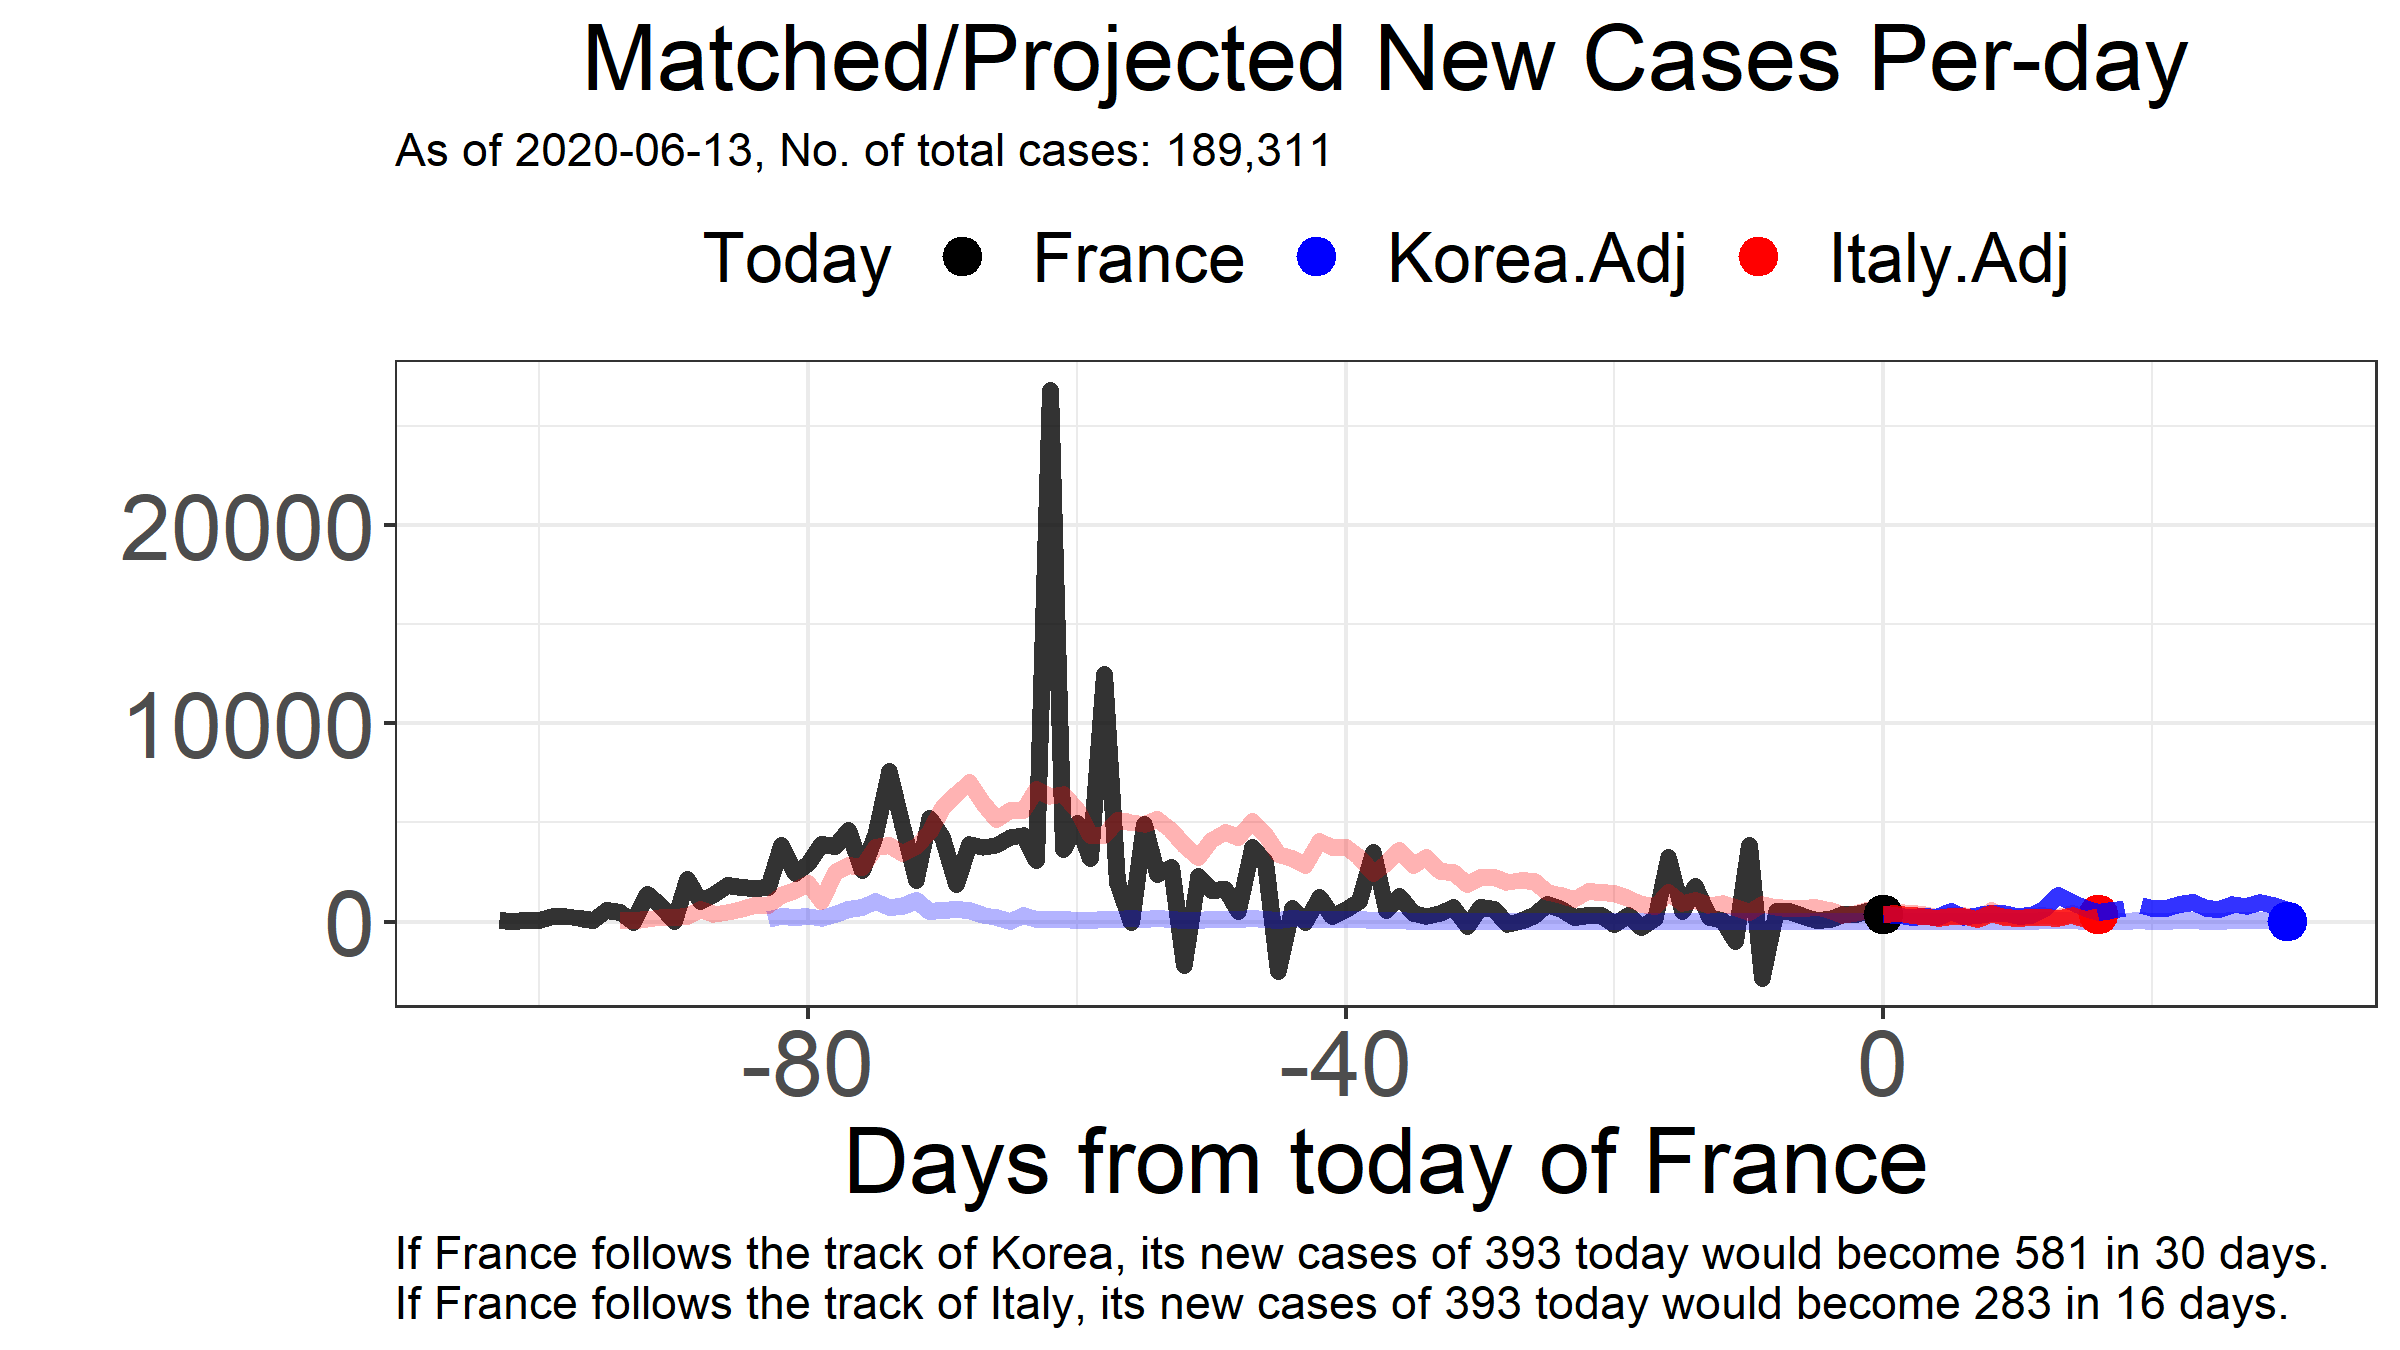 Matched/Projected New Cases Per-day
As of 2020-06-13, No. of total cases: 189,311
Today France Korea.Adj Italy.Adj
20000
10000
0
-80 -40 0
Days from today of France
If France follows the track of Korea, its new cases of 393 today would become 581 in 30 days.
If France follows the track of Italy, its new cases of 393 today would become 283 in 16 days.